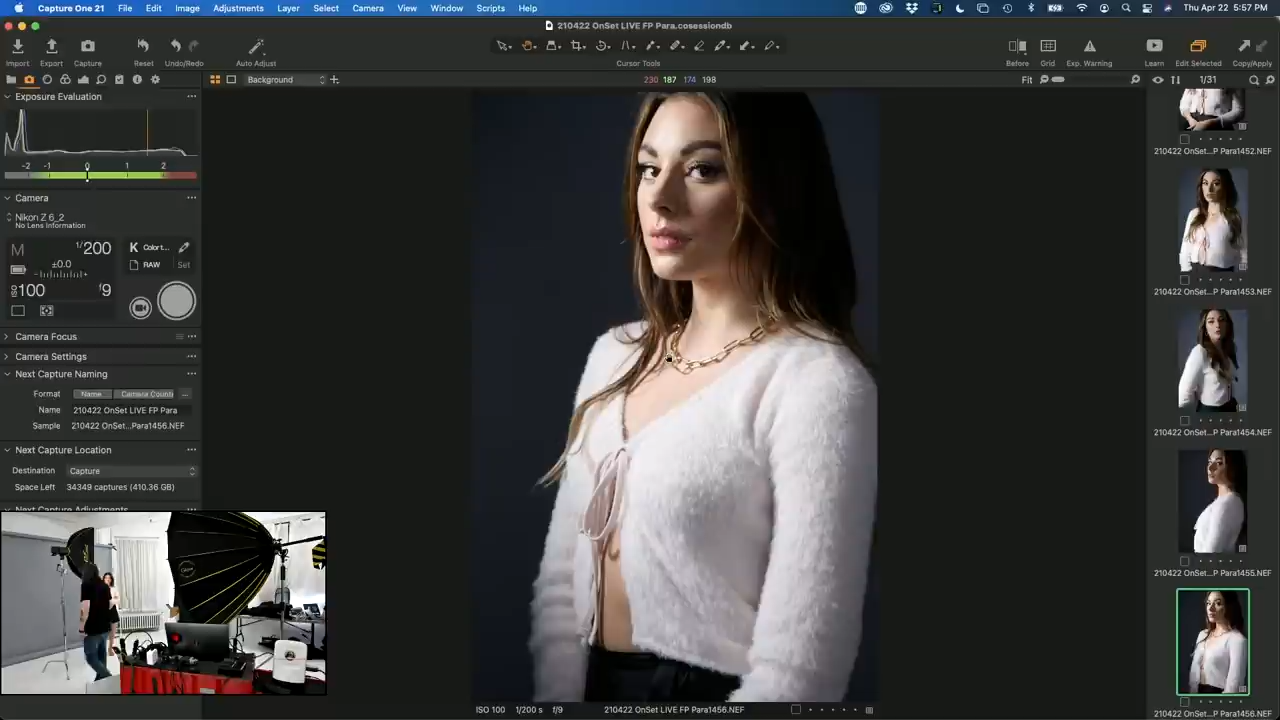 Capture One 21 File Edit Image Adjustments Layer Select Camera View Window Scripts Help Thu Apr 22 5:57 PM
210422 OnSet LIVE FP Para.cosessiondb
Import Export Capture Reset Undo/Redo Auto Adjust Cursor Tools Before Grid Exp. Warning Learn Edit Selected Copy/Apply
Background 230 187 174 198 Fit 1/31
Exposure Evaluation
-2 -1 0 1 2
Camera
Nikon Z 6_2
No Lens Information
M 1/200 K Color t...
±0.0 RAW Set
ISO 100 f9
Camera Focus
Camera Settings
Next Capture Naming
Format Name Camera Count
Name 210422 OnSet LIVE FP Para
Sample 210422 OnSet...Para1456.NEF
Next Capture Location
Destination Capture
Space Left 34349 captures (410.36 GB)
Next Capture Adjustments
210422 OnSet...P Para1452.NEF
210422 OnSet...P Para1453.NEF
210422 OnSet...P Para1454.NEF
210422 OnSet...P Para1455.NEF
210422 OnSet...P Para1456.NEF
ISO 100 1/200 s f/9 210422 OnSet LIVE FP Para1456.NEF